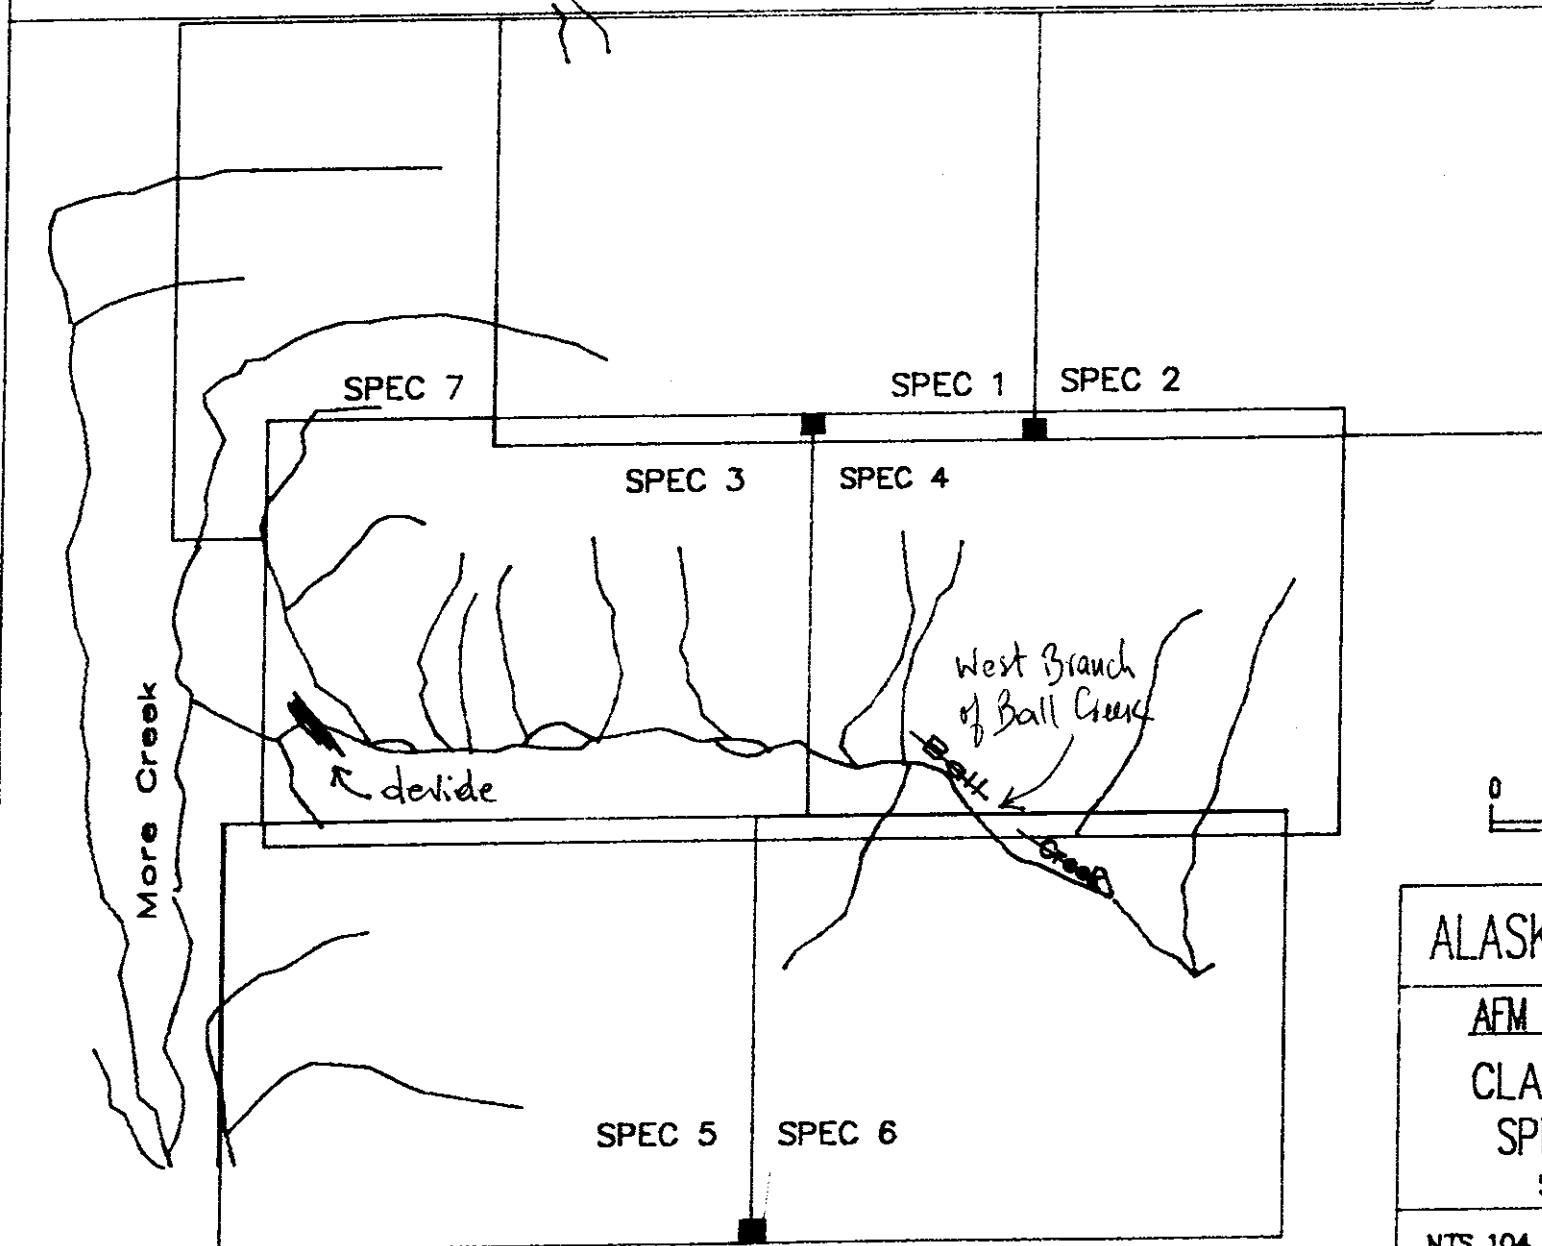 SPEC 7
SPEC 1
SPEC 2
SPEC 3
SPEC 4
West Branch
of Ball Creek
Ball
Creek
devide
More Creek
0
ALASK
AFM
CLA
SP
SPEC 5
SPEC 6
NTS 104